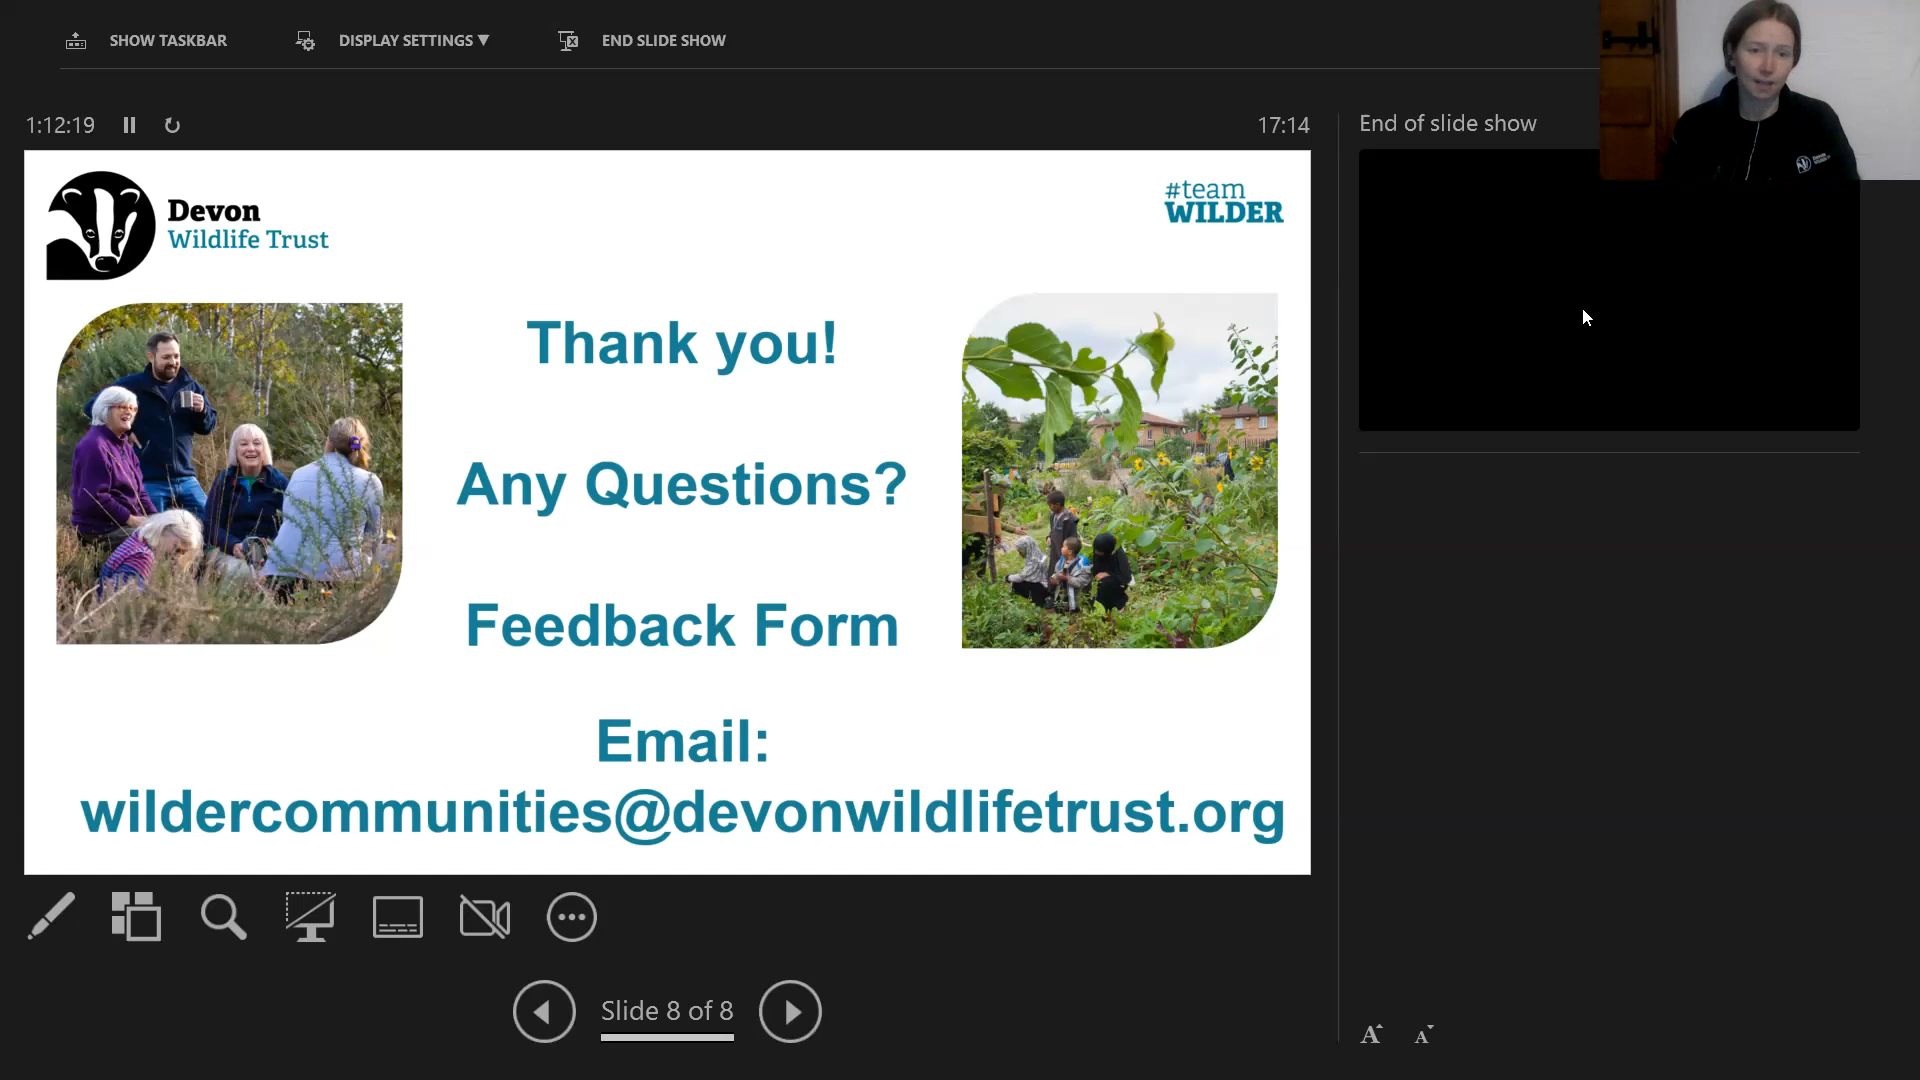 SHOW TASKBAR
DISPLAY SETTINGS ▼
END SLIDE SHOW
1:12:19
17:14
End of slide show
Devon
Wildlife Trust
#team
WILDER
Thank you!
Any Questions?
Feedback Form
Email:
wildercommunities@devonwildlifetrust.org
Slide 8 of 8
A
A